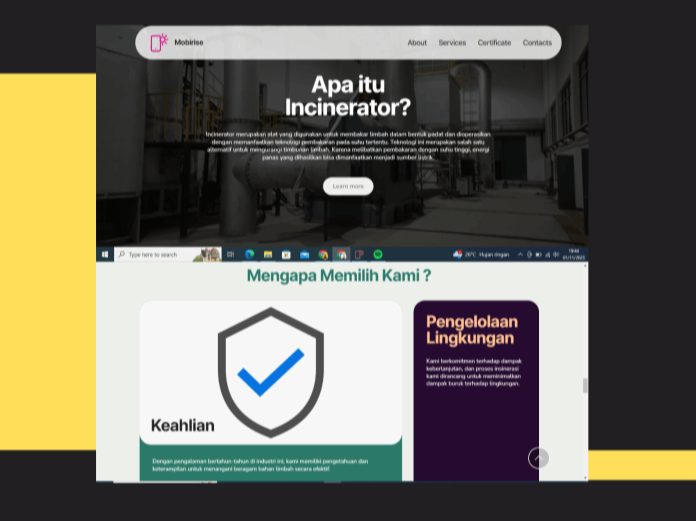 Mobirise
About Services Certificate Contacts
Apa itu
Incinerator?
Incinerator merupakan alat yang digunakan untuk membakar limbah dalam bentuk padat dan dioperasikan
dengan memanfaatkan teknologi pembakaran pada suhu tertentu. Teknologi ini merupakan salah satu
alternatif untuk mengurangi timbunan limbah. Karena melibatkan pembakaran dengan suhu tinggi, energi
panas yang dihasilkan bisa dimanfaatkan menjadi sumber listrik.
Learn more
Type here to search
26°C Hujan ringan
01/11/2023
Mengapa Memilih Kami ?
Keahlian
Dengan pengalaman bertahun-tahun di industri ini, kami memiliki pengetahuan dan
keterampilan untuk menangani beragam bahan limbah secara efektif.
Pengelolaan
Lingkungan
Kami berkomitmen terhadap dampak
keberlanjutan, dan proses insinerasi
kami dirancang untuk meminimalkan
dampak buruk terhadap lingkungan.